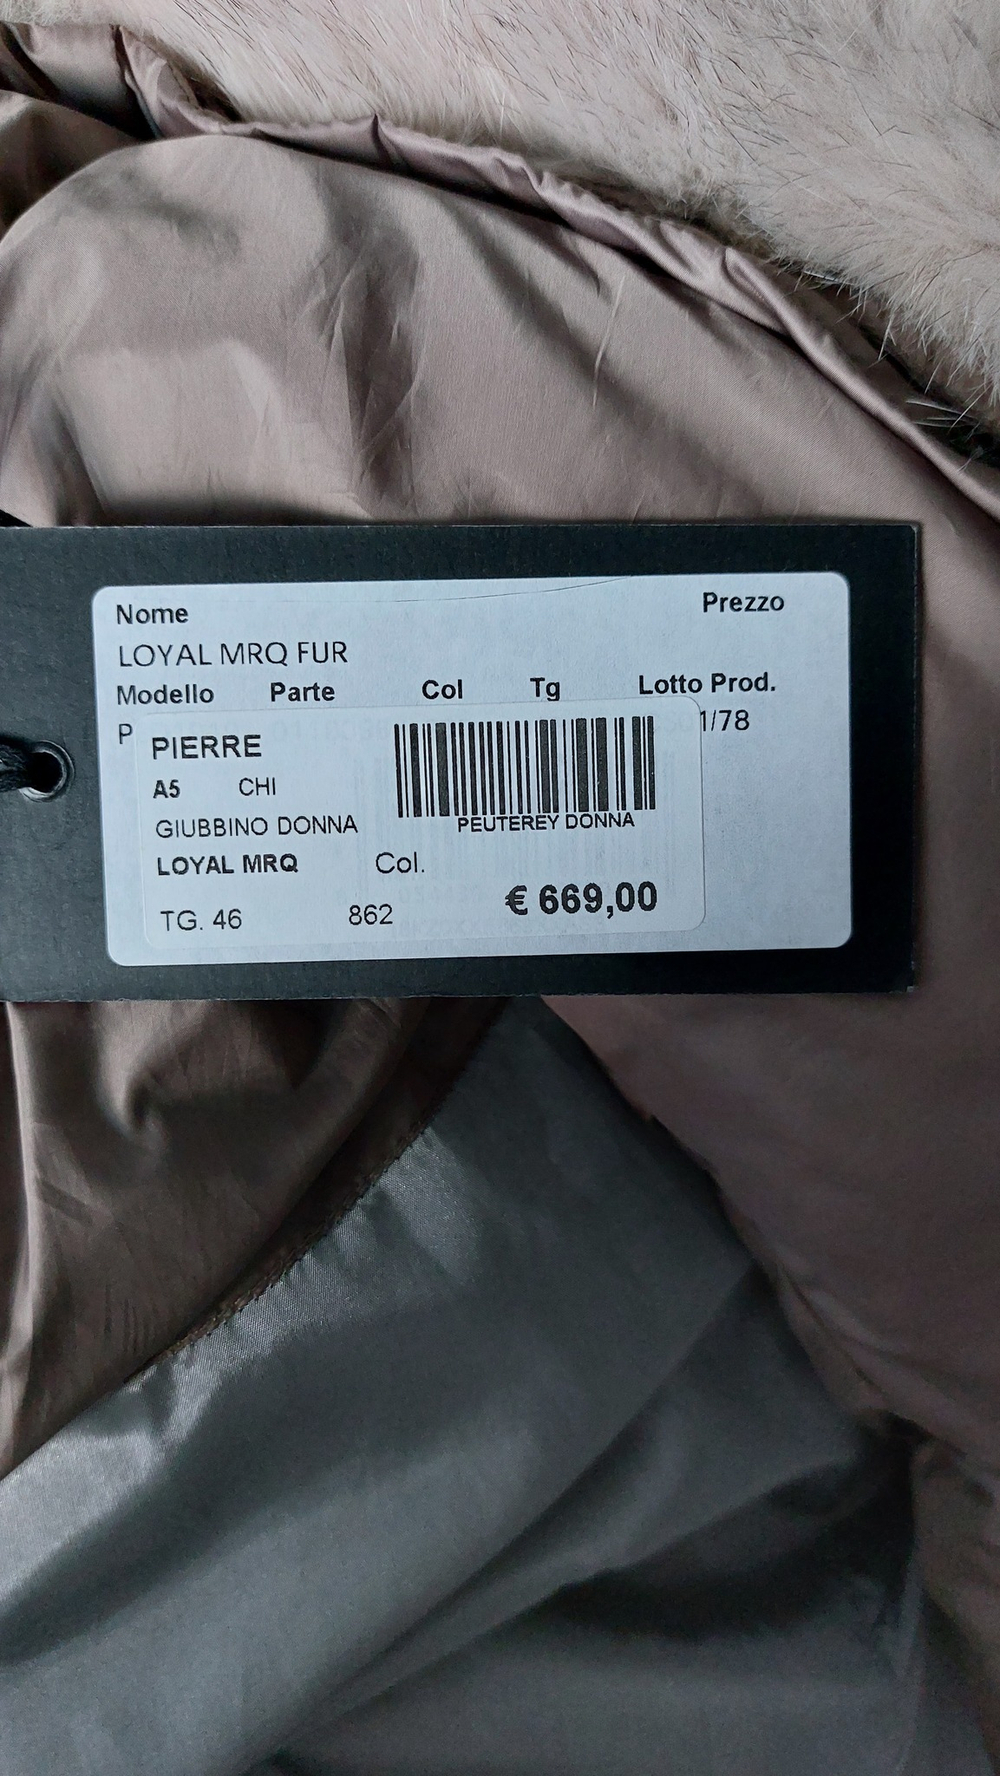 Nome Prezzo
LOYAL MRQ FUR
Modello Parte Col Tg Lotto Prod.
P 1/78
PIERRE
A5 CHI
GIUBBINO DONNA
PEUTEREY DONNA
LOYAL MRQ Col.
TG. 46 862 € 669,00